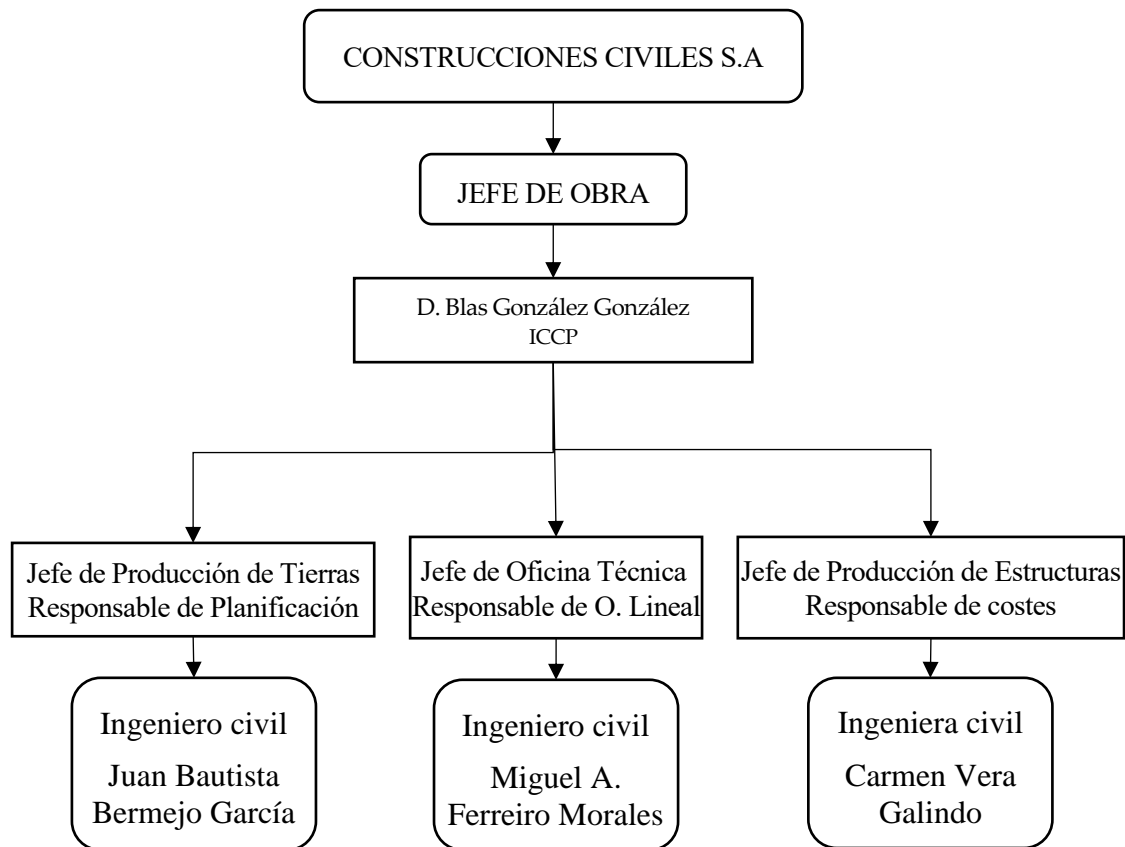 CONSTRUCCIONES CIVILES S.A
JEFE DE OBRA
D. Blas González González
ICCP
Jefe de Producción de Tierras
Responsable de Planificación
Jefe de Oficina Técnica
Responsable de O. Lineal
Jefe de Producción de Estructuras
Responsable de costes
Ingeniero civil
Juan Bautista
Bermejo García
Ingeniero civil
Miguel A.
Ferreiro Morales
Ingeniera civil
Carmen Vera
Galindo